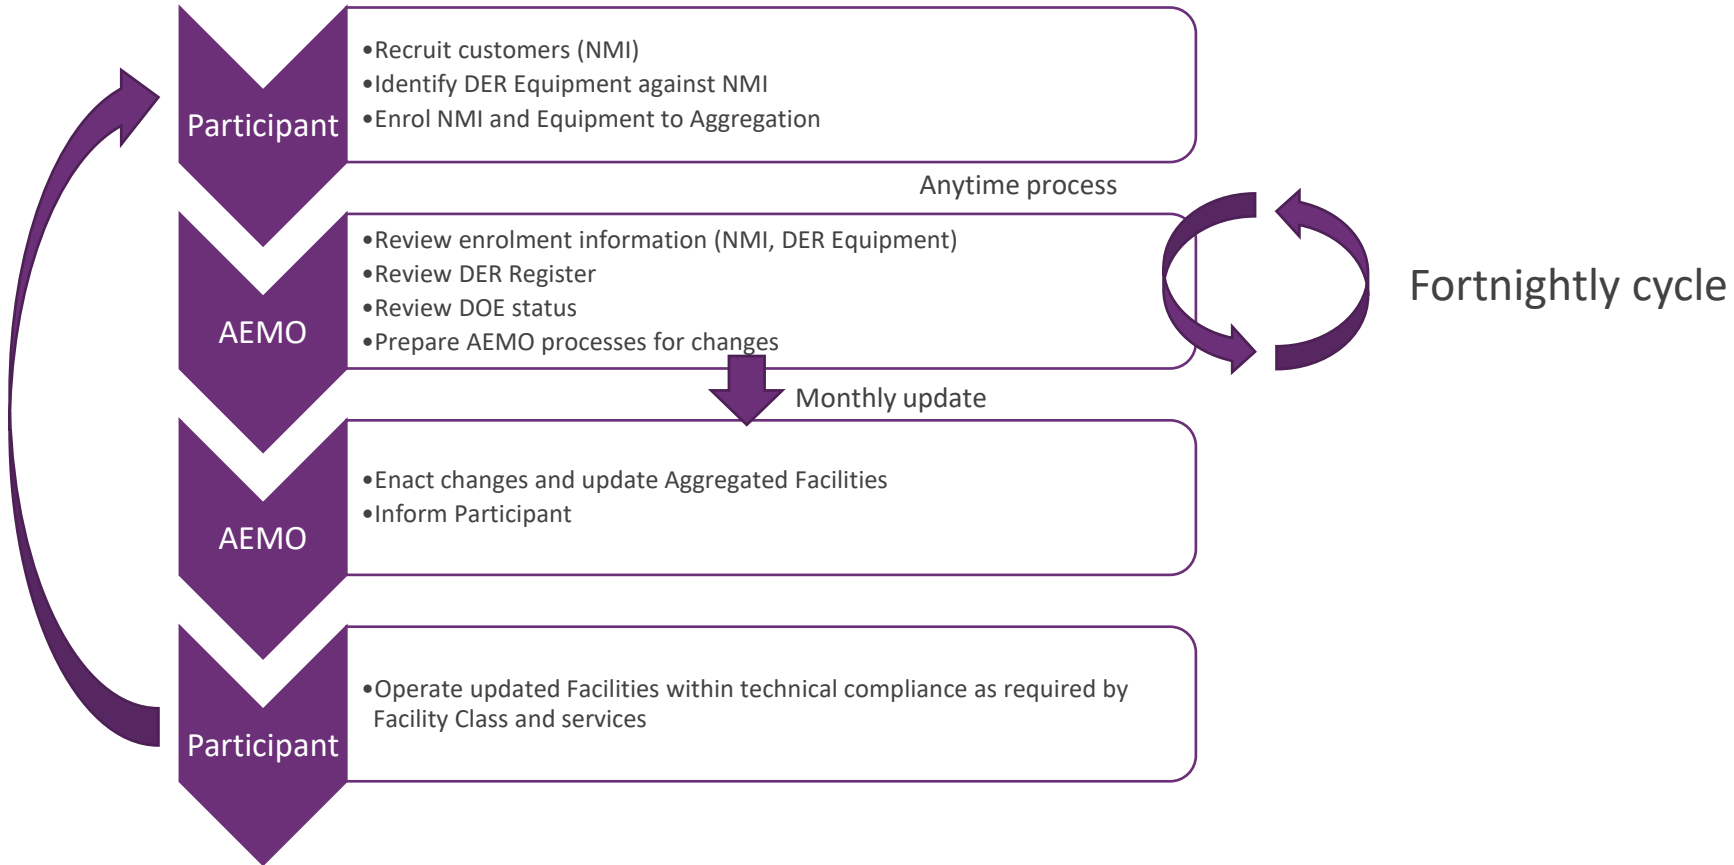 Participant
•Recruit customers (NMI)
•Identify DER Equipment against NMI
•Enrol NMI and Equipment to Aggregation
Anytime process
AEMO
•Review enrolment information (NMI, DER Equipment)
•Review DER Register
•Review DOE status
•Prepare AEMO processes for changes
Fortnightly cycle
Monthly update
AEMO
•Enact changes and update Aggregated Facilities
•Inform Participant
Participant
•Operate updated Facilities within technical compliance as required by
Facility Class and services